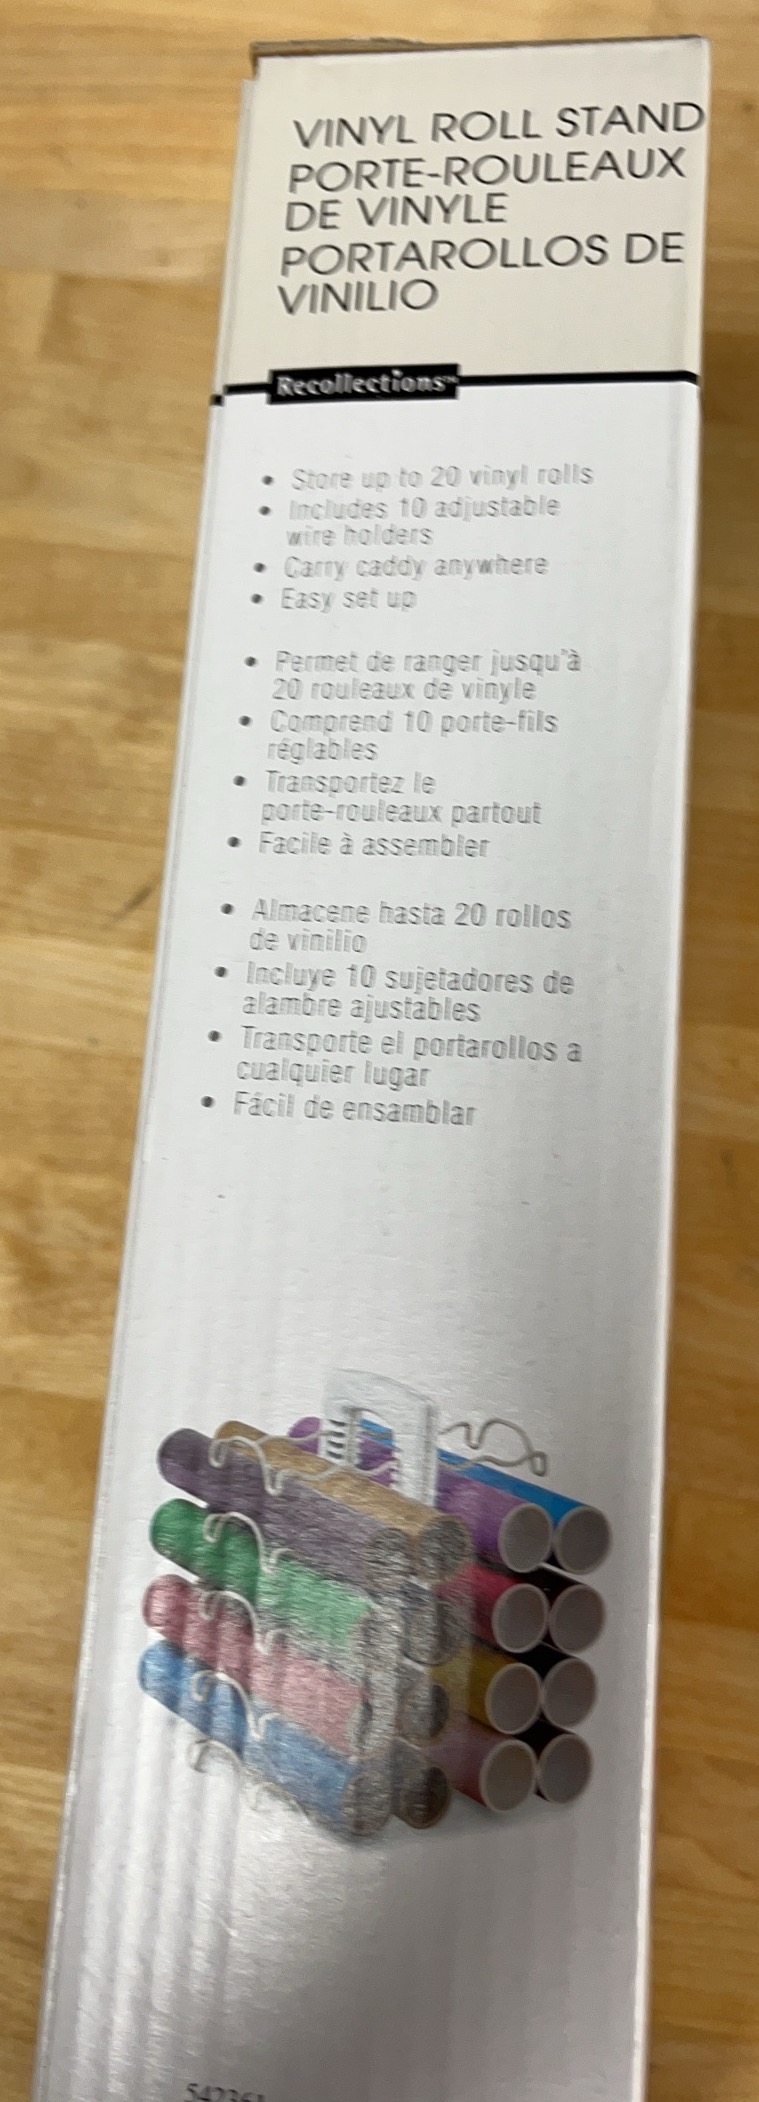 VINYL ROLL STAND
PORTE-ROULEAUX
DE VINYLE
PORTAROLLOS DE
VINILIO
Recollections™
• Store up to 20 vinyl rolls
• Includes 10 adjustable
wire holders
• Carry caddy anywhere
• Easy set up
• Permet de ranger jusqu'à
20 rouleaux de vinyle
• Comprend 10 porte-fils
réglables
• Transportez le
porte-rouleaux partout
• Facile à assembler
• Almacene hasta 20 rollos
de vinilio
• Incluye 10 sujetadores de
alambre ajustables
• Transporte el portarollos a
cualquier lugar
• Fácil de ensamblar
542361